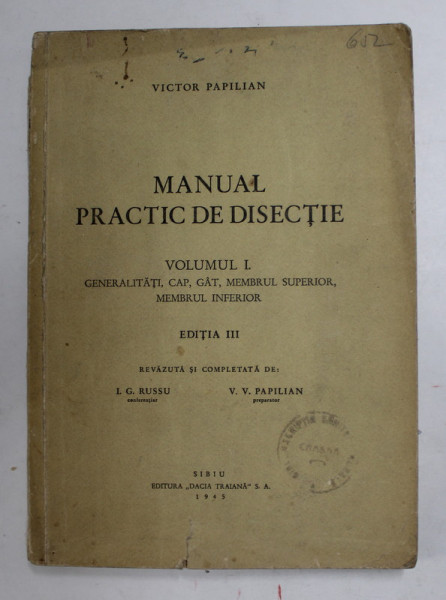 652
VICTOR PAPILIAN
MANUAL
PRACTIC DE DISECȚIE
VOLUMUL I.
GENERALITĂȚI, CAP, GÂT, MEMBRUL SUPERIOR,
MEMBRUL INFERIOR
EDIȚIA III
REVĂZUTĂ ȘI COMPLETATĂ DE:
I. G. RUSSU V. V. PAPILIAN
conferențiar preparator
SIBIU
EDITURA „DACIA TRAIANĂ" S. A.
1945